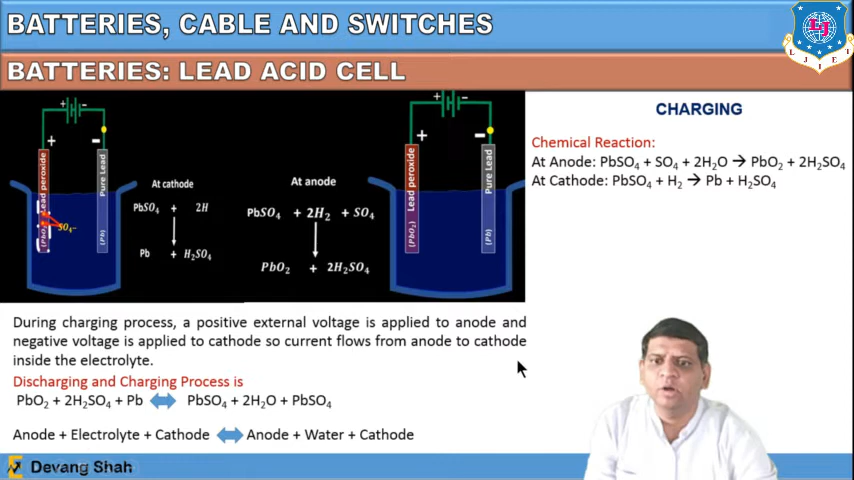 BATTERIES, CABLE AND SWITCHES
LJ
LJIET
BATTERIES: LEAD ACID CELL
+ -
+ -
Lead peroxide
(PbO₂)
Pure Lead
(Pb)
SO₄--
At cathode
PbSO₄ + 2H
Pb + H₂SO₄
At anode
PbSO₄ + 2H₂ + SO₄
PbO₂ + 2H₂SO₄
+ -
+ -
Lead peroxide
(PbO₂)
Pure Lead
(Pb)
CHARGING
Chemical Reaction:
At Anode: PbSO₄ + SO₄ + 2H₂O → PbO₂ + 2H₂SO₄
At Cathode: PbSO₄ + H₂ → Pb + H₂SO₄
During charging process, a positive external voltage is applied to anode and
negative voltage is applied to cathode so current flows from anode to cathode
inside the electrolyte.
Discharging and Charging Process is
PbO₂ + 2H₂SO₄ + Pb ⇔ PbSO₄ + 2H₂O + PbSO₄
Anode + Electrolyte + Cathode ⇔ Anode + Water + Cathode
Devang Shah